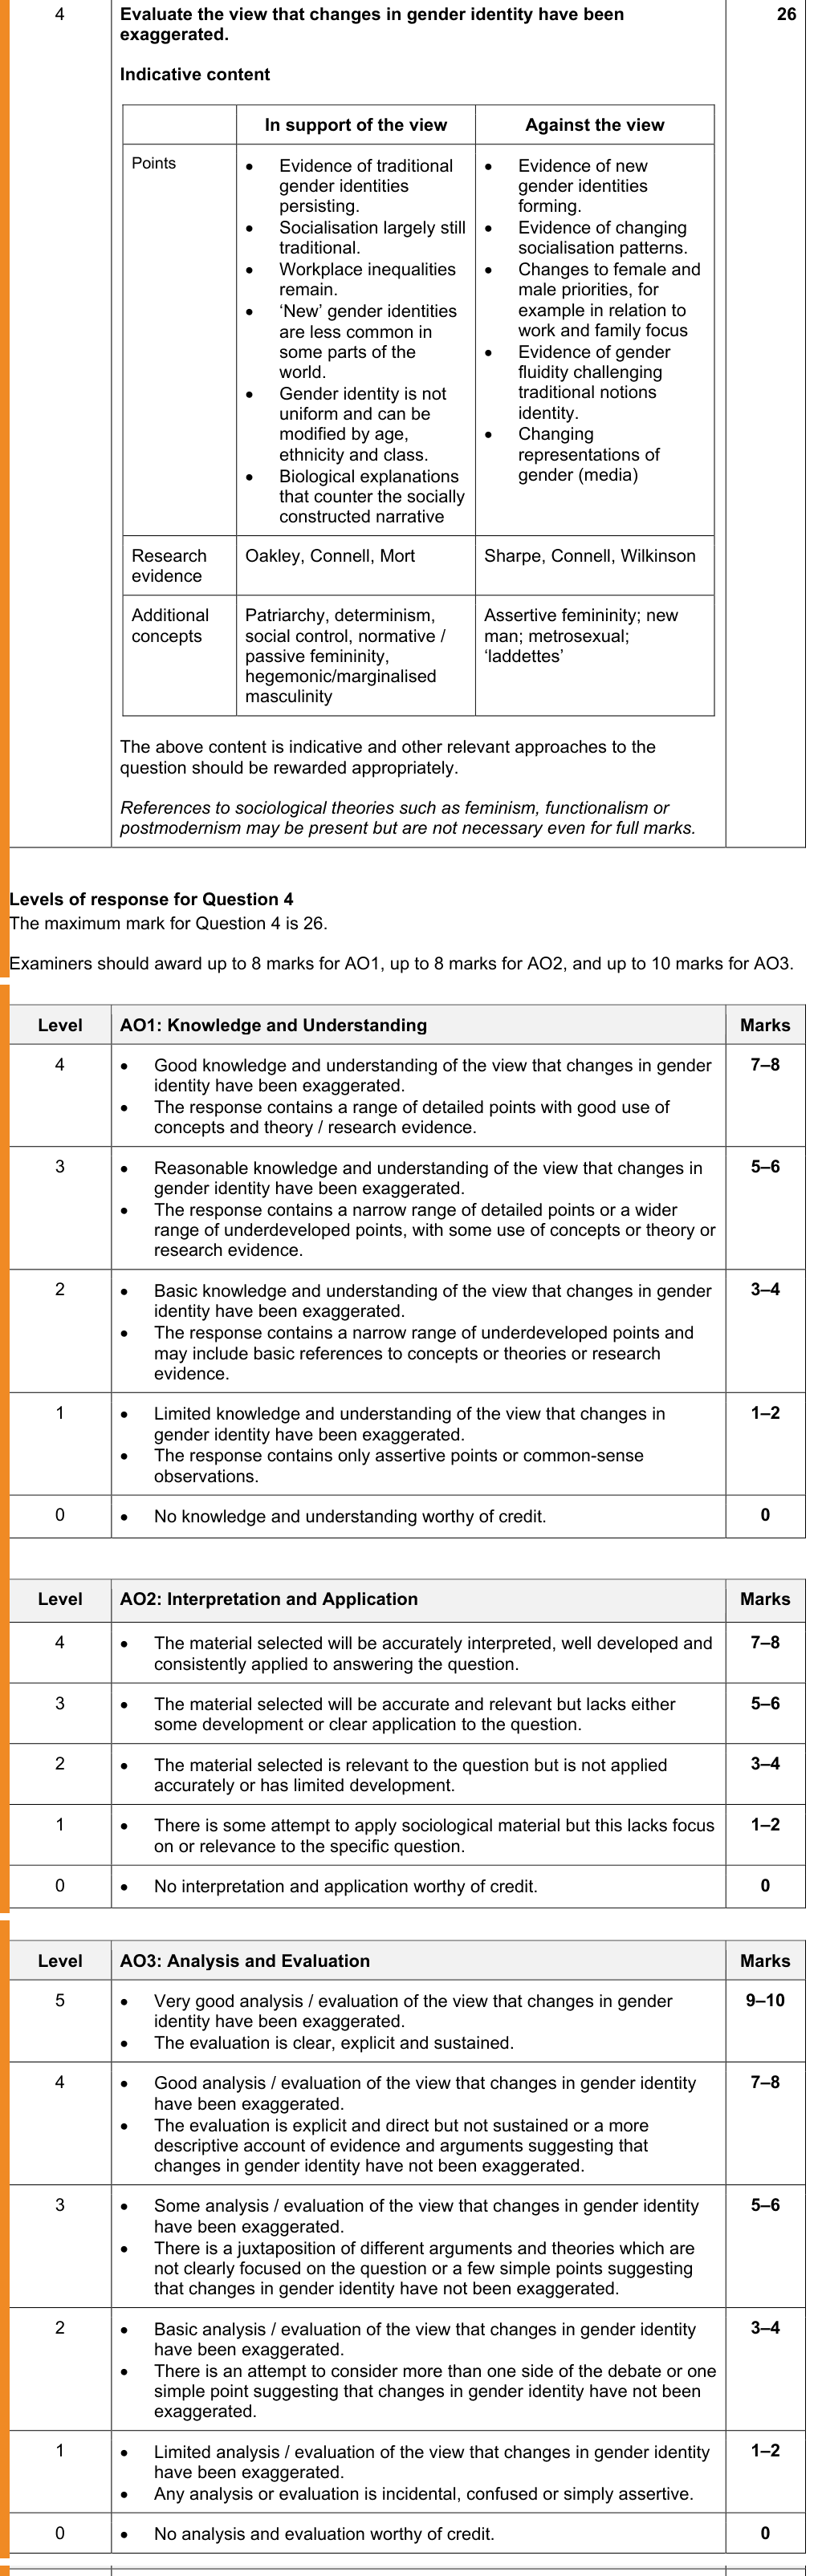 4
Evaluate the view that changes in gender identity have been
exaggerated.
26
Indicative content
In support of the view
Against the view
Points
• Evidence of traditional
gender identities
persisting.
• Socialisation largely still
traditional.
• Workplace inequalities
remain.
• ‘New’ gender identities
are less common in
some parts of the
world.
• Gender identity is not
uniform and can be
modified by age,
ethnicity and class.
• Biological explanations
that counter the socially
constructed narrative
• Evidence of new
gender identities
forming.
• Evidence of changing
socialisation patterns.
• Changes to female and
male priorities, for
example in relation to
work and family focus
• Evidence of gender
fluidity challenging
traditional notions
identity.
• Changing
representations of
gender (media)
Research
evidence
Oakley, Connell, Mort
Sharpe, Connell, Wilkinson
Additional
concepts
Patriarchy, determinism,
social control, normative /
passive femininity,
hegemonic/marginalised
masculinity
Assertive femininity; new
man; metrosexual;
‘laddettes’
The above content is indicative and other relevant approaches to the
question should be rewarded appropriately.
References to sociological theories such as feminism, functionalism or
postmodernism may be present but are not necessary even for full marks.
Levels of response for Question 4
The maximum mark for Question 4 is 26.
Examiners should award up to 8 marks for AO1, up to 8 marks for AO2, and up to 10 marks for AO3.
Level
AO1: Knowledge and Understanding
Marks
4
• Good knowledge and understanding of the view that changes in gender
identity have been exaggerated.
• The response contains a range of detailed points with good use of
concepts and theory / research evidence.
7–8
3
• Reasonable knowledge and understanding of the view that changes in
gender identity have been exaggerated.
• The response contains a narrow range of detailed points or a wider
range of underdeveloped points, with some use of concepts or theory or
research evidence.
5–6
2
• Basic knowledge and understanding of the view that changes in gender
identity have been exaggerated.
• The response contains a narrow range of underdeveloped points and
may include basic references to concepts or theories or research
evidence.
3–4
1
• Limited knowledge and understanding of the view that changes in
gender identity have been exaggerated.
• The response contains only assertive points or common-sense
observations.
1–2
0
• No knowledge and understanding worthy of credit.
0
Level
AO2: Interpretation and Application
Marks
4
• The material selected will be accurately interpreted, well developed and
consistently applied to answering the question.
7–8
3
• The material selected will be accurate and relevant but lacks either
some development or clear application to the question.
5–6
2
• The material selected is relevant to the question but is not applied
accurately or has limited development.
3–4
1
• There is some attempt to apply sociological material but this lacks focus
on or relevance to the specific question.
1–2
0
• No interpretation and application worthy of credit.
0
Level
AO3: Analysis and Evaluation
Marks
5
• Very good analysis / evaluation of the view that changes in gender
identity have been exaggerated.
• The evaluation is clear, explicit and sustained.
9–10
4
• Good analysis / evaluation of the view that changes in gender identity
have been exaggerated.
• The evaluation is explicit and direct but not sustained or a more
descriptive account of evidence and arguments suggesting that
changes in gender identity have not been exaggerated.
7–8
3
• Some analysis / evaluation of the view that changes in gender identity
have been exaggerated.
• There is a juxtaposition of different arguments and theories which are
not clearly focused on the question or a few simple points suggesting
that changes in gender identity have not been exaggerated.
5–6
2
• Basic analysis / evaluation of the view that changes in gender identity
have been exaggerated.
• There is an attempt to consider more than one side of the debate or one
simple point suggesting that changes in gender identity have not been
exaggerated.
3–4
1
• Limited analysis / evaluation of the view that changes in gender identity
have been exaggerated.
• Any analysis or evaluation is incidental, confused or simply assertive.
1–2
0
• No analysis and evaluation worthy of credit.
0